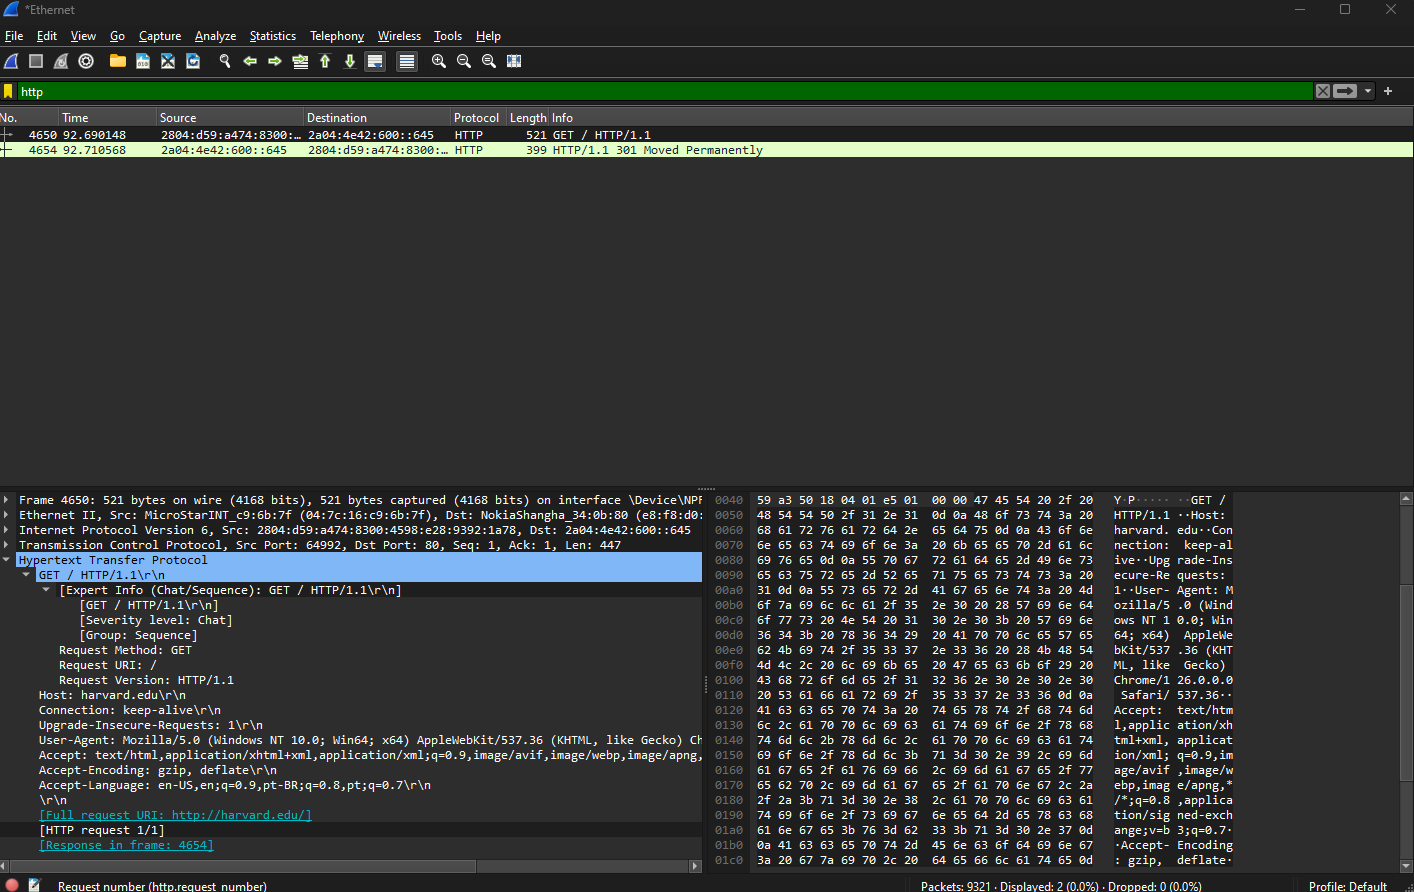 *Ethernet
File Edit View Go Capture Analyze Statistics Telephony Wireless Tools Help
http
No. Time Source Destination Protocol Length Info
4650 92.690148 2804:d59:a474:8300:… 2a04:4e42:600::645 HTTP 521 GET / HTTP/1.1
4654 92.710568 2a04:4e42:600::645 2804:d59:a474:8300:… HTTP 399 HTTP/1.1 301 Moved Permanently
Frame 4650: 521 bytes on wire (4168 bits), 521 bytes captured (4168 bits) on interface \Device\NPF
Ethernet II, Src: MicroStarINT_c9:6b:7f (04:7c:16:c9:6b:7f), Dst: NokiaShangha_34:0b:80 (e8:f8:d0:
Internet Protocol Version 6, Src: 2804:d59:a474:8300:4598:e28:9392:1a78, Dst: 2a04:4e42:600::645
Transmission Control Protocol, Src Port: 64992, Dst Port: 80, Seq: 1, Ack: 1, Len: 447
Hypertext Transfer Protocol
GET / HTTP/1.1\r\n
[Expert Info (Chat/Sequence): GET / HTTP/1.1\r\n]
[GET / HTTP/1.1\r\n]
[Severity level: Chat]
[Group: Sequence]
Request Method: GET
Request URI: /
Request Version: HTTP/1.1
Host: harvard.edu\r\n
Connection: keep-alive\r\n
Upgrade-Insecure-Requests: 1\r\n
User-Agent: Mozilla/5.0 (Windows NT 10.0; Win64; x64) AppleWebKit/537.36 (KHTML, like Gecko) Ch
Accept: text/html,application/xhtml+xml,application/xml;q=0.9,image/avif,image/webp,image/apng,
Accept-Encoding: gzip, deflate\r\n
Accept-Language: en-US,en;q=0.9,pt-BR;q=0.8,pt;q=0.7\r\n
\r\n
[Full request URI: http://harvard.edu/]
[HTTP request 1/1]
[Response in frame: 4654]
0040 59 a3 50 18 04 01 e5 01 00 00 47 45 54 20 2f 20 Y·P····· ··GET /
0050 48 54 54 50 2f 31 2e 31 0d 0a 48 6f 73 74 3a 20 HTTP/1.1 ··Host:
0060 68 61 72 76 61 72 64 2e 65 64 75 0d 0a 43 6f 6e harvard. edu··Con
0070 6e 65 63 74 69 6f 6e 3a 20 6b 65 65 70 2d 61 6c nection: keep-al
0080 69 76 65 0d 0a 55 70 67 72 61 64 65 2d 49 6e 73 ive··Upg rade-Ins
0090 65 63 75 72 65 2d 52 65 71 75 65 73 74 73 3a 20 ecure-Re quests:
00a0 31 0d 0a 55 73 65 72 2d 41 67 65 6e 74 3a 20 4d 1··User- Agent: M
00b0 6f 7a 69 6c 6c 61 2f 35 2e 30 20 28 57 69 6e 64 ozilla/5 .0 (Wind
00c0 6f 77 73 20 4e 54 20 31 30 2e 30 3b 20 57 69 6e ows NT 1 0.0; Win
00d0 36 34 3b 20 78 36 34 29 20 41 70 70 6c 65 57 65 64; x64) AppleWe
00e0 62 4b 69 74 2f 35 33 37 2e 33 36 20 28 4b 48 54 bKit/537 .36 (KHT
00f0 4d 4c 2c 20 6c 69 6b 65 20 47 65 63 6b 6f 29 20 ML, like Gecko)
0100 43 68 72 6f 6d 65 2f 31 32 36 2e 30 2e 30 2e 30 Chrome/1 26.0.0.0
0110 20 53 61 66 61 72 69 2f 35 33 37 2e 33 36 0d 0a Safari/ 537.36··
0120 41 63 63 65 70 74 3a 20 74 65 78 74 2f 68 74 6d Accept: text/htm
0130 6c 2c 61 70 70 6c 69 63 61 74 69 6f 6e 2f 78 68 l,applic ation/xh
0140 74 6d 6c 2b 78 6d 6c 2c 61 70 70 6c 69 63 61 74 tml+xml, applicat
0150 69 6f 6e 2f 78 6d 6c 3b 71 3d 30 2e 39 2c 69 6d ion/xml; q=0.9,im
0160 61 67 65 2f 61 76 69 66 2c 69 6d 61 67 65 2f 77 age/avif ,image/w
0170 65 62 70 2c 69 6d 61 67 65 2f 61 70 6e 67 2c 2a ebp,imag e/apng,*
0180 2f 2a 3b 71 3d 30 2e 38 2c 61 70 70 6c 69 63 61 /*;q=0.8 ,applica
0190 74 69 6f 6e 2f 73 69 67 6e 65 64 2d 65 78 63 68 tion/sig ned-exch
01a0 61 6e 67 65 3b 76 3d 62 33 3b 71 3d 30 2e 37 0d ange;v=b 3;q=0.7·
01b0 0a 41 63 63 65 70 74 2d 45 6e 63 6f 64 69 6e 67 ·Accept- Encoding
01c0 3a 20 67 7a 69 70 2c 20 64 65 66 6c 61 74 65 0d : gzip, deflate·
Request number (http.request_number) Packets: 9321 · Displayed: 2 (0.0%) · Dropped: 0 (0.0%) Profile: Default